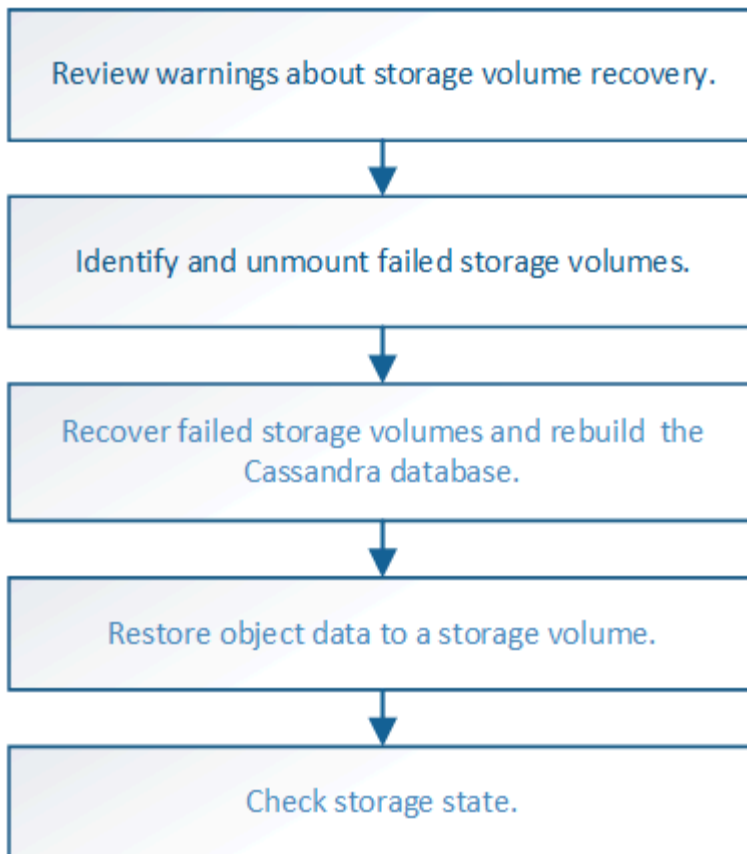 Review warnings about storage volume recovery.
Identify and unmount failed storage volumes.
Recover failed storage volumes and rebuild the
Cassandra database.
Restore object data to a storage volume.
Check storage state.